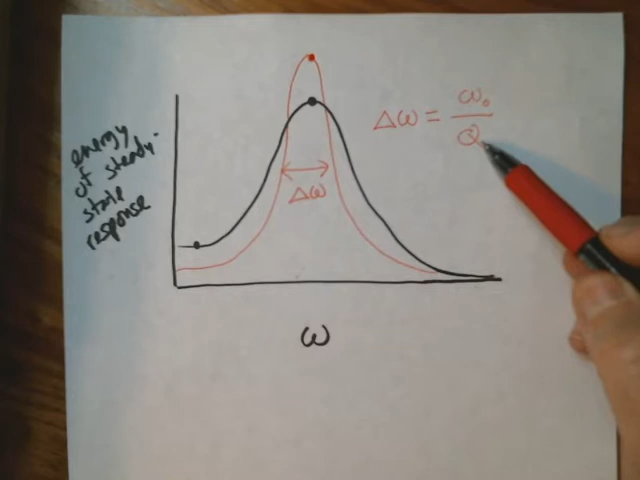 energy
of steady-
state
response
Δω = ω₀/Q
Δω
ω